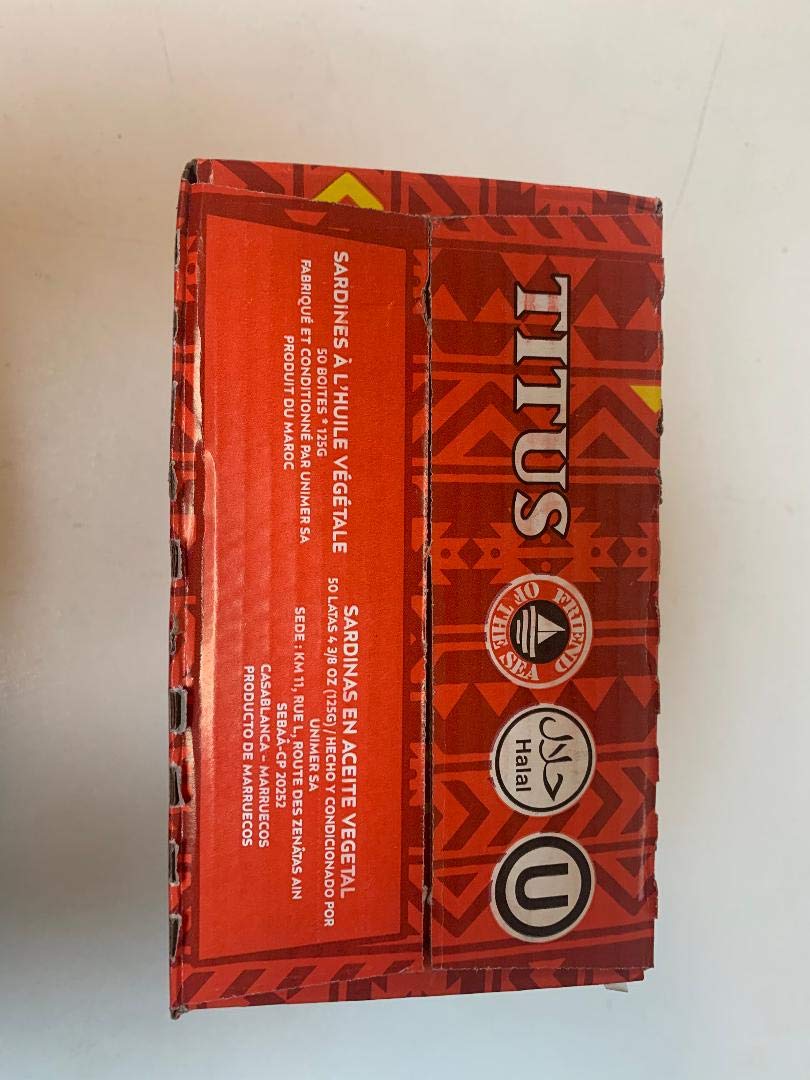 TITUS
FRIEND
OF THE SEA
حلال
Halal
U
SARDINES À L'HUILE VÉGÉTALE
50 BOITES * 125G
FABRIQUÉ ET CONDITIONNÉ PAR UNIMER SA
PRODUIT DU MAROC
SARDINAS EN ACEITE VEGETAL
50 LATAS 4 3/8 OZ (125G) / HECHO Y CONDICIONADO POR
UNIMER SA
SEDE : KM 11, RUE L, ROUTE DES ZENÂTAS AIN
SEBAÂ-CP 20252
CASABLANCA - MARRUECOS
PRODUCTO DE MARRUECOS